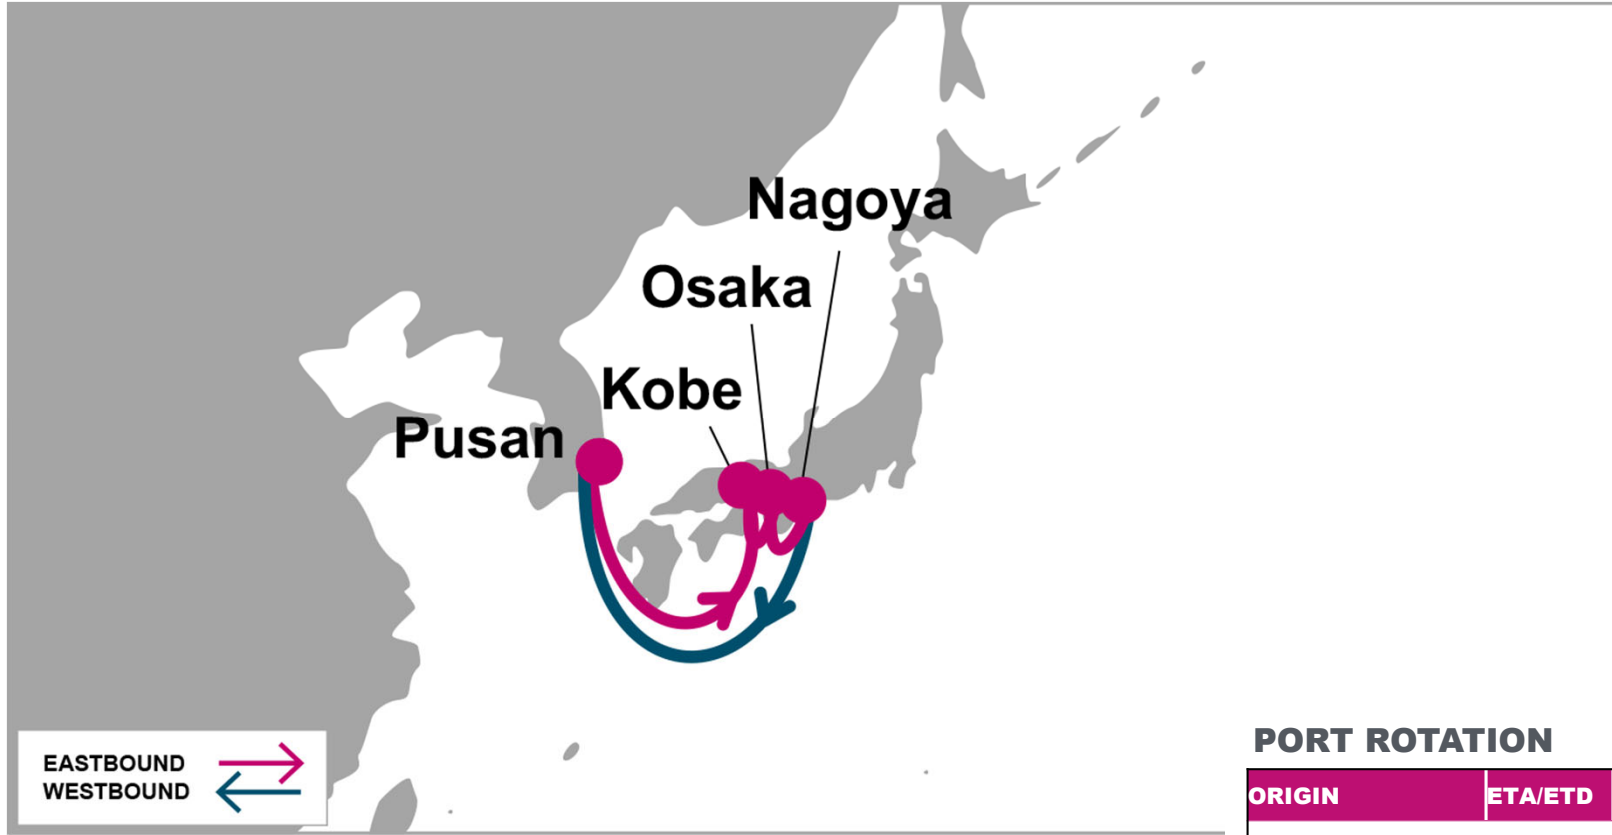 Nagoya
Osaka
Kobe
Pusan
EASTBOUND
WESTBOUND
PORT ROTATION
ORIGIN ETA/ETD